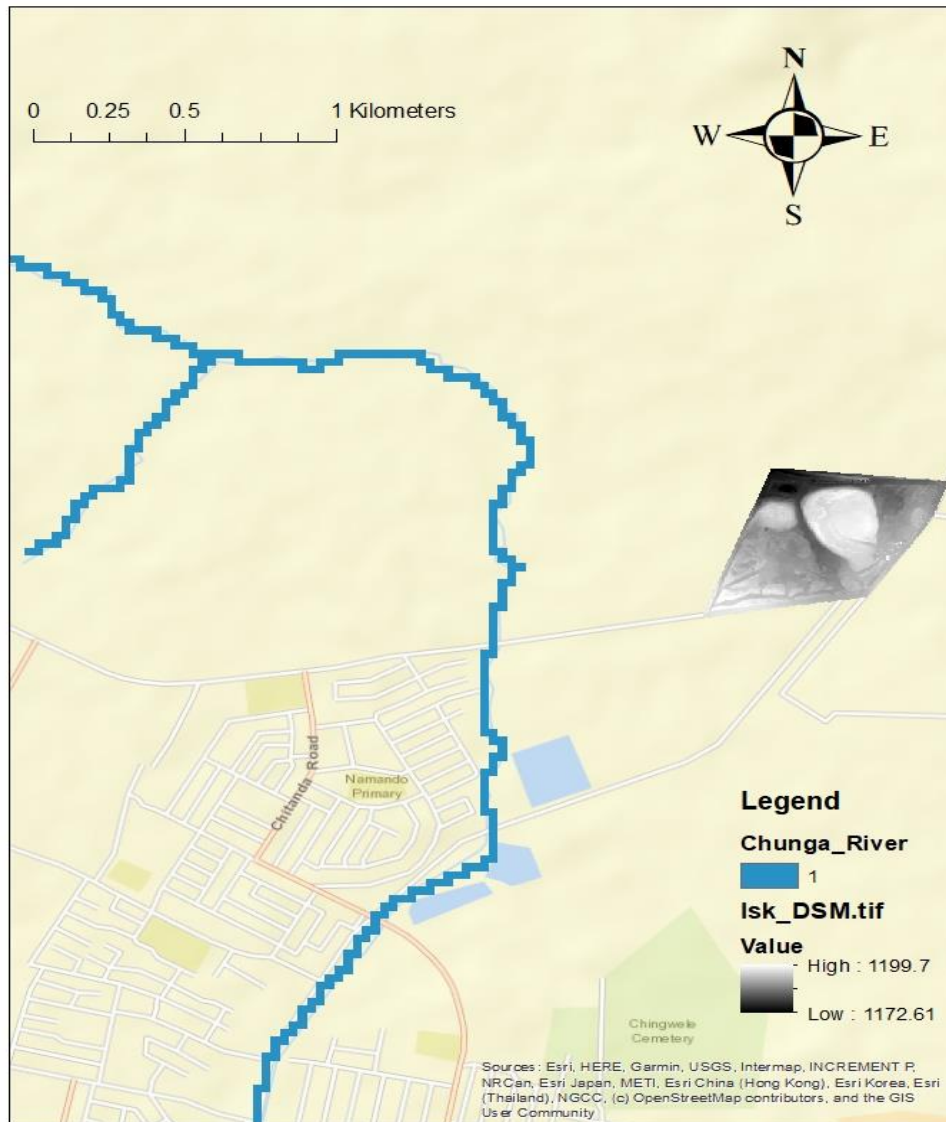 N
W E
S
0 0.25 0.5 1 Kilometers
Chitanda Road
Namando
Primary
Legend
Chunga_River
1
lsk_DSM.tif
Value
High : 1199.7
Low : 1172.61
Chingwele
Cemetery
Sources: Esri, HERE, Garmin, USGS, Intermap, INCREMENT P,
NRCan, Esri Japan, METI, Esri China (Hong Kong), Esri Korea, Esri
(Thailand), NGCC, (c) OpenStreetMap contributors, and the GIS
User Community